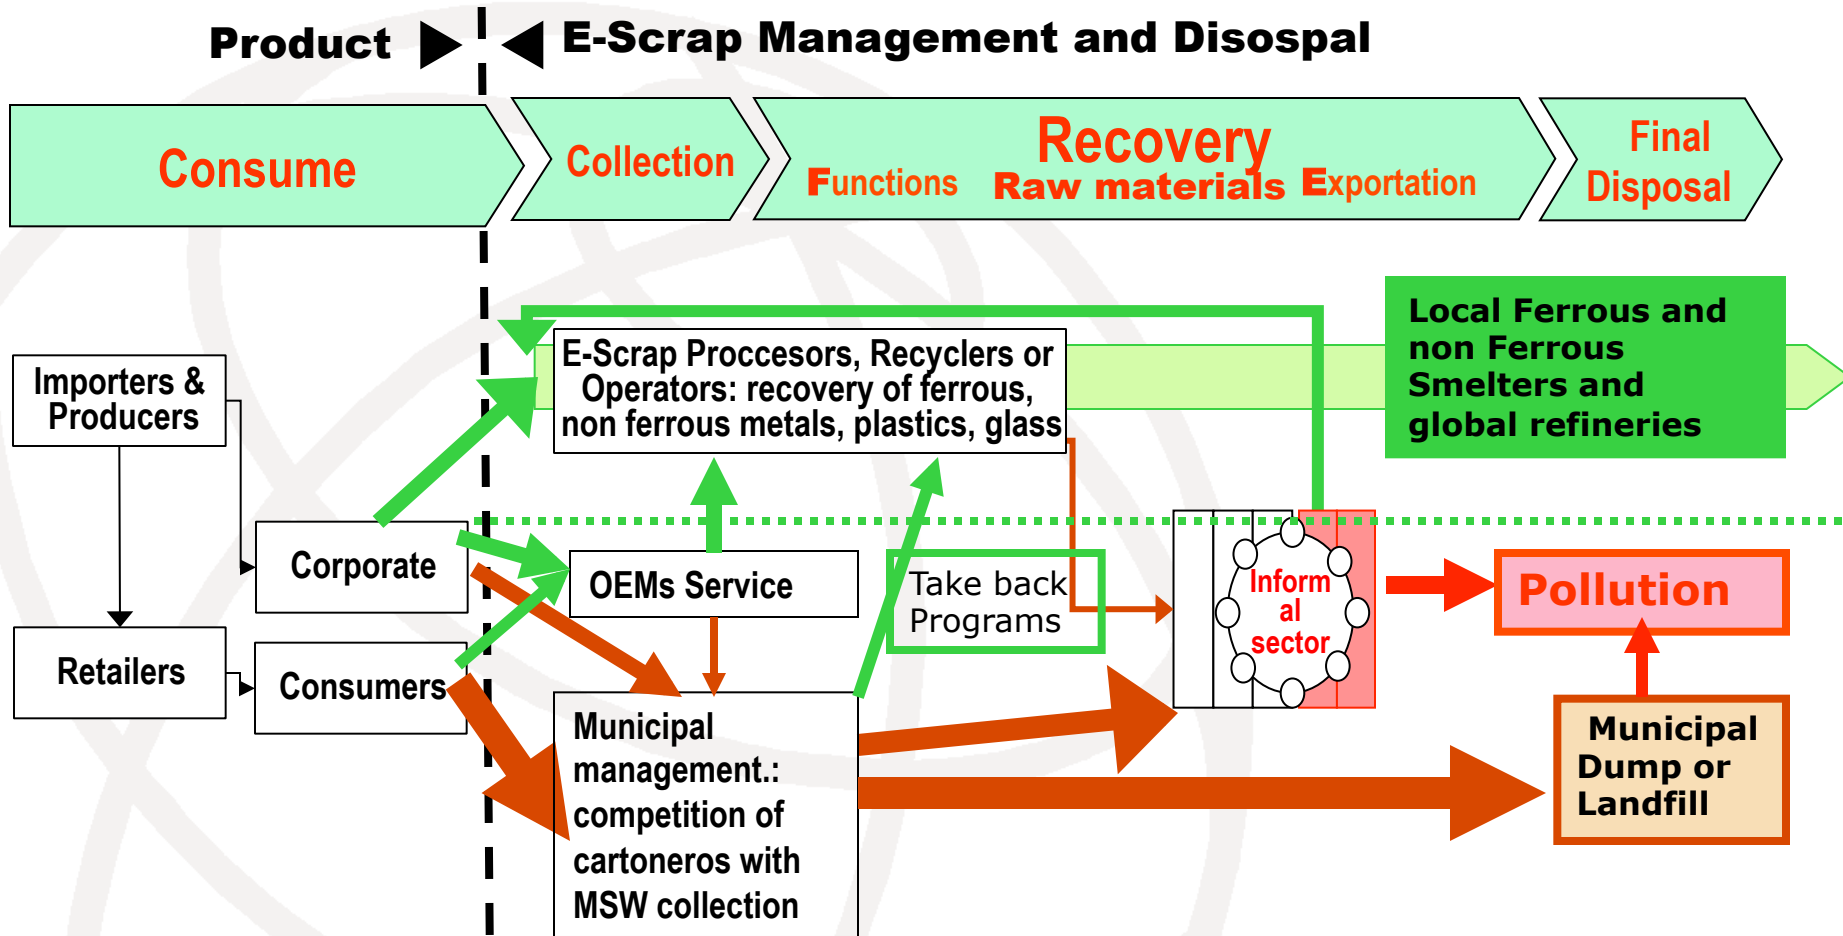 Product
E-Scrap Management and Disospal
Consume
Collection
Recovery
Functions Raw materials Exportation
Final
Disposal
Importers &
Producers
Retailers
Corporate
Consumers
E-Scrap Proccesors, Recyclers or
Operators: recovery of ferrous,
non ferrous metals, plastics, glass
OEMs Service
Municipal
management.:
competition of
cartoneros with
MSW collection
Take back
Programs
Inform
al
sector
Local Ferrous and
non Ferrous
Smelters and
global refineries
Pollution
Municipal
Dump or
Landfill